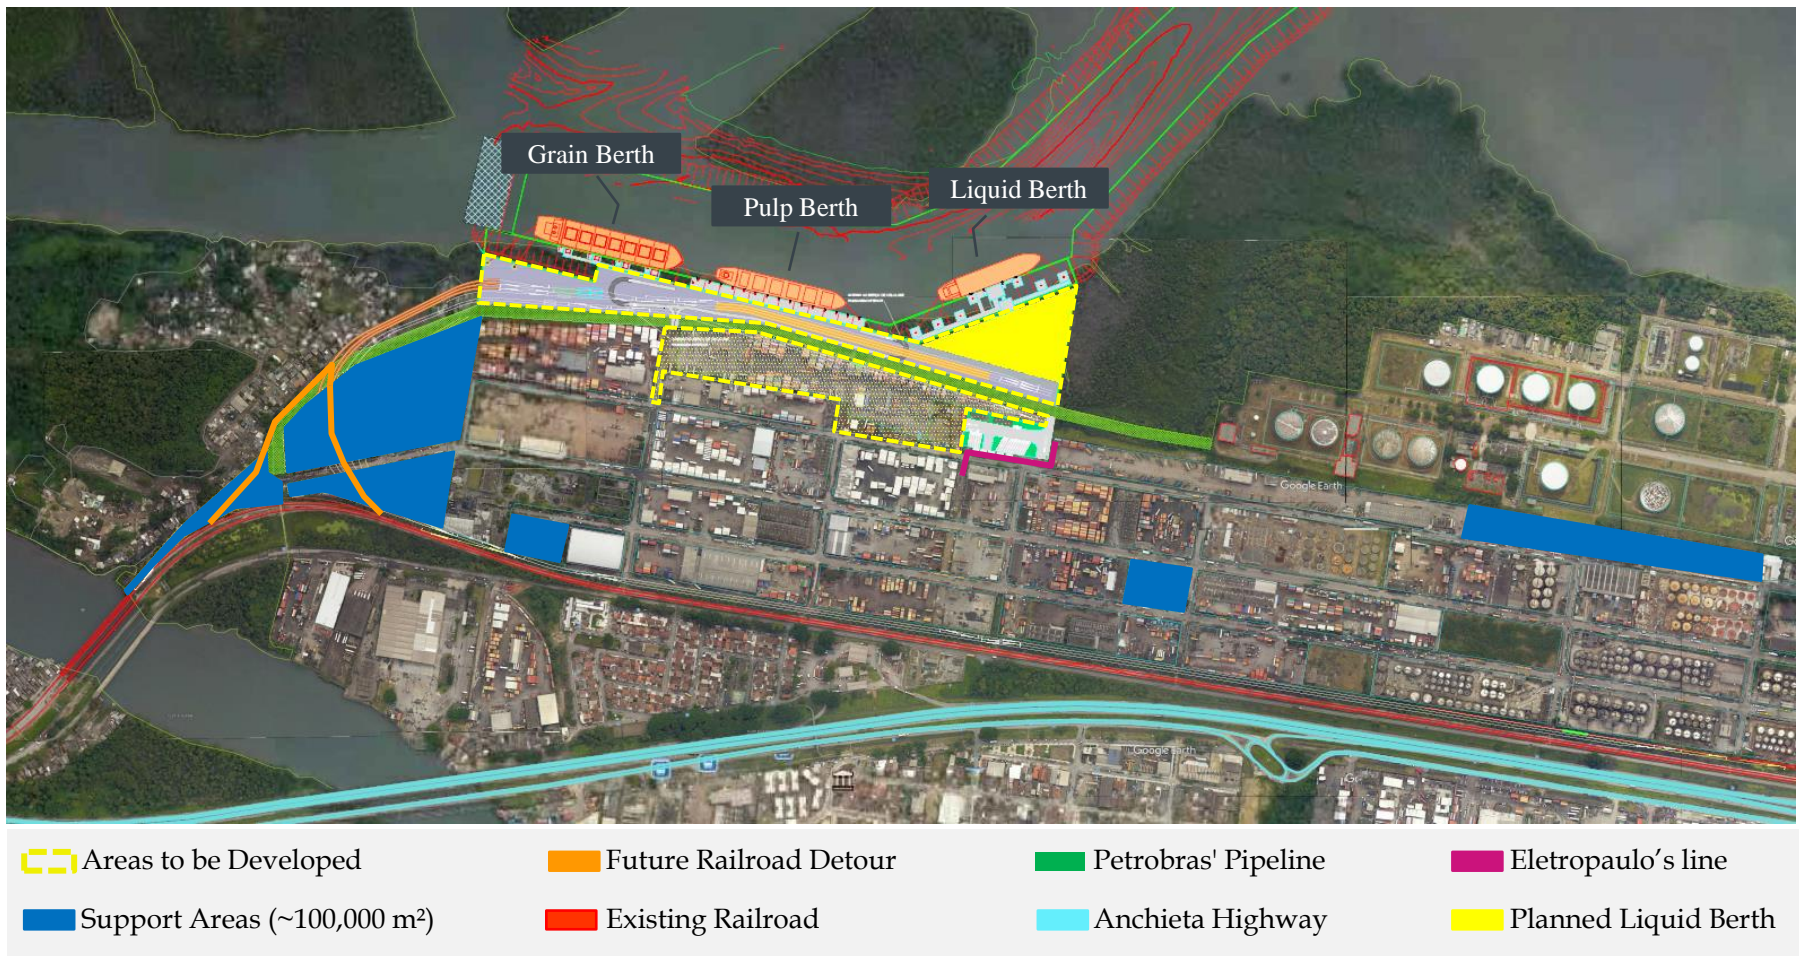 Grain Berth
Pulp Berth
Liquid Berth
Google Earth
Google Earth
Areas to be Developed
Future Railroad Detour
Petrobras' Pipeline
Eletropaulo’s line
Support Areas (~100,000 m²)
Existing Railroad
Anchieta Highway
Planned Liquid Berth